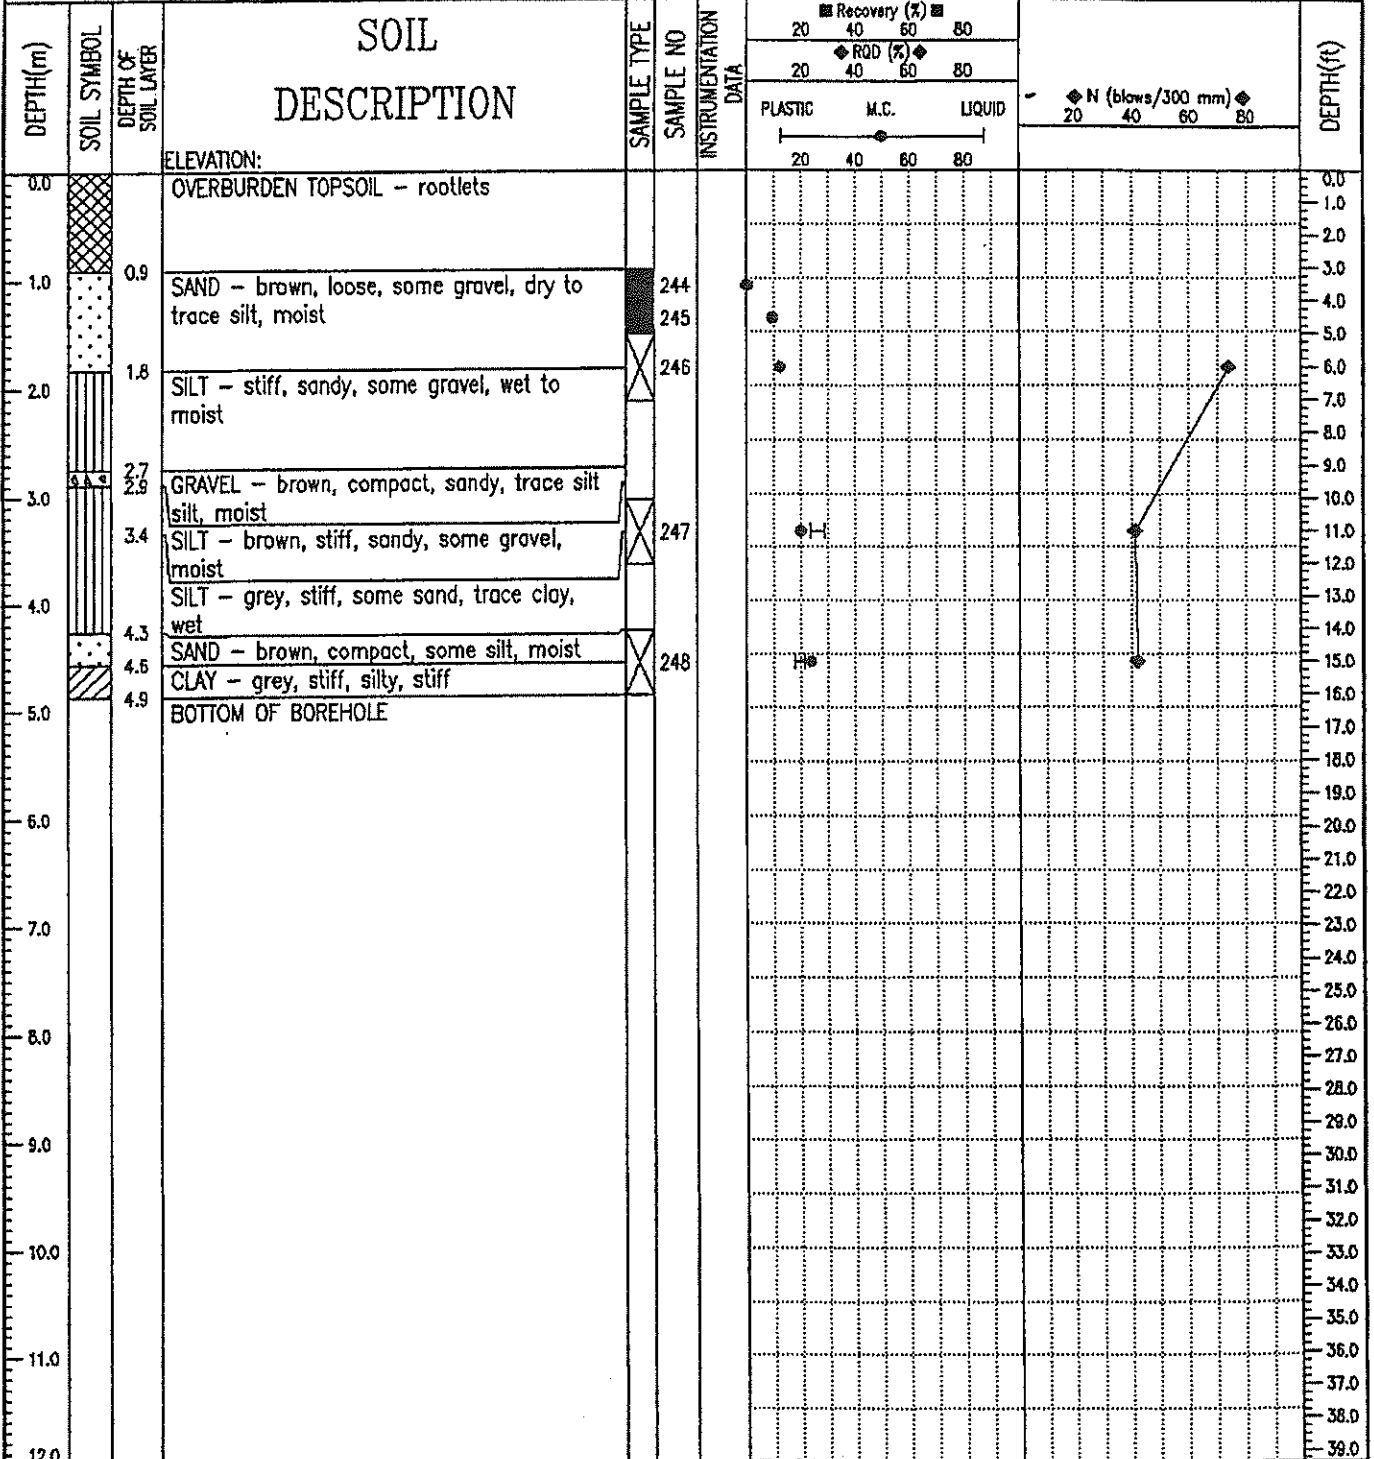 DEPTH(m)
SOIL SYMBOL
DEPTH OF
SOIL LAYER
SOIL
DESCRIPTION
ELEVATION:
SAMPLE TYPE
SAMPLE NO
INSTRUMENTATION
DATA
Recovery (%)
20 40 60 80
RQD (%)
20 40 60 80
PLASTIC M.C. LIQUID
20 40 60 80
N (blows/300 mm)
20 40 60 80
DEPTH(ft)
0.0
1.0
2.0
3.0
4.0
5.0
6.0
7.0
8.0
9.0
10.0
11.0
12.0
0.9
1.8
2.7
2.9
3.4
4.3
4.6
4.9
OVERBURDEN TOPSOIL – rootlets
SAND – brown, loose, some gravel, dry to
trace silt, moist
SILT – stiff, sandy, some gravel, wet to
moist
GRAVEL – brown, compact, sandy, trace silt
silt, moist
SILT – brown, stiff, sandy, some gravel,
moist
SILT – grey, stiff, some sand, trace clay,
wet
SAND – brown, compact, some silt, moist
CLAY – grey, stiff, silty, stiff
BOTTOM OF BOREHOLE
244
245
246
247
248
0.0
1.0
2.0
3.0
4.0
5.0
6.0
7.0
8.0
9.0
10.0
11.0
12.0
13.0
14.0
15.0
16.0
17.0
18.0
19.0
20.0
21.0
22.0
23.0
24.0
25.0
26.0
27.0
28.0
29.0
30.0
31.0
32.0
33.0
34.0
35.0
36.0
37.0
38.0
39.0